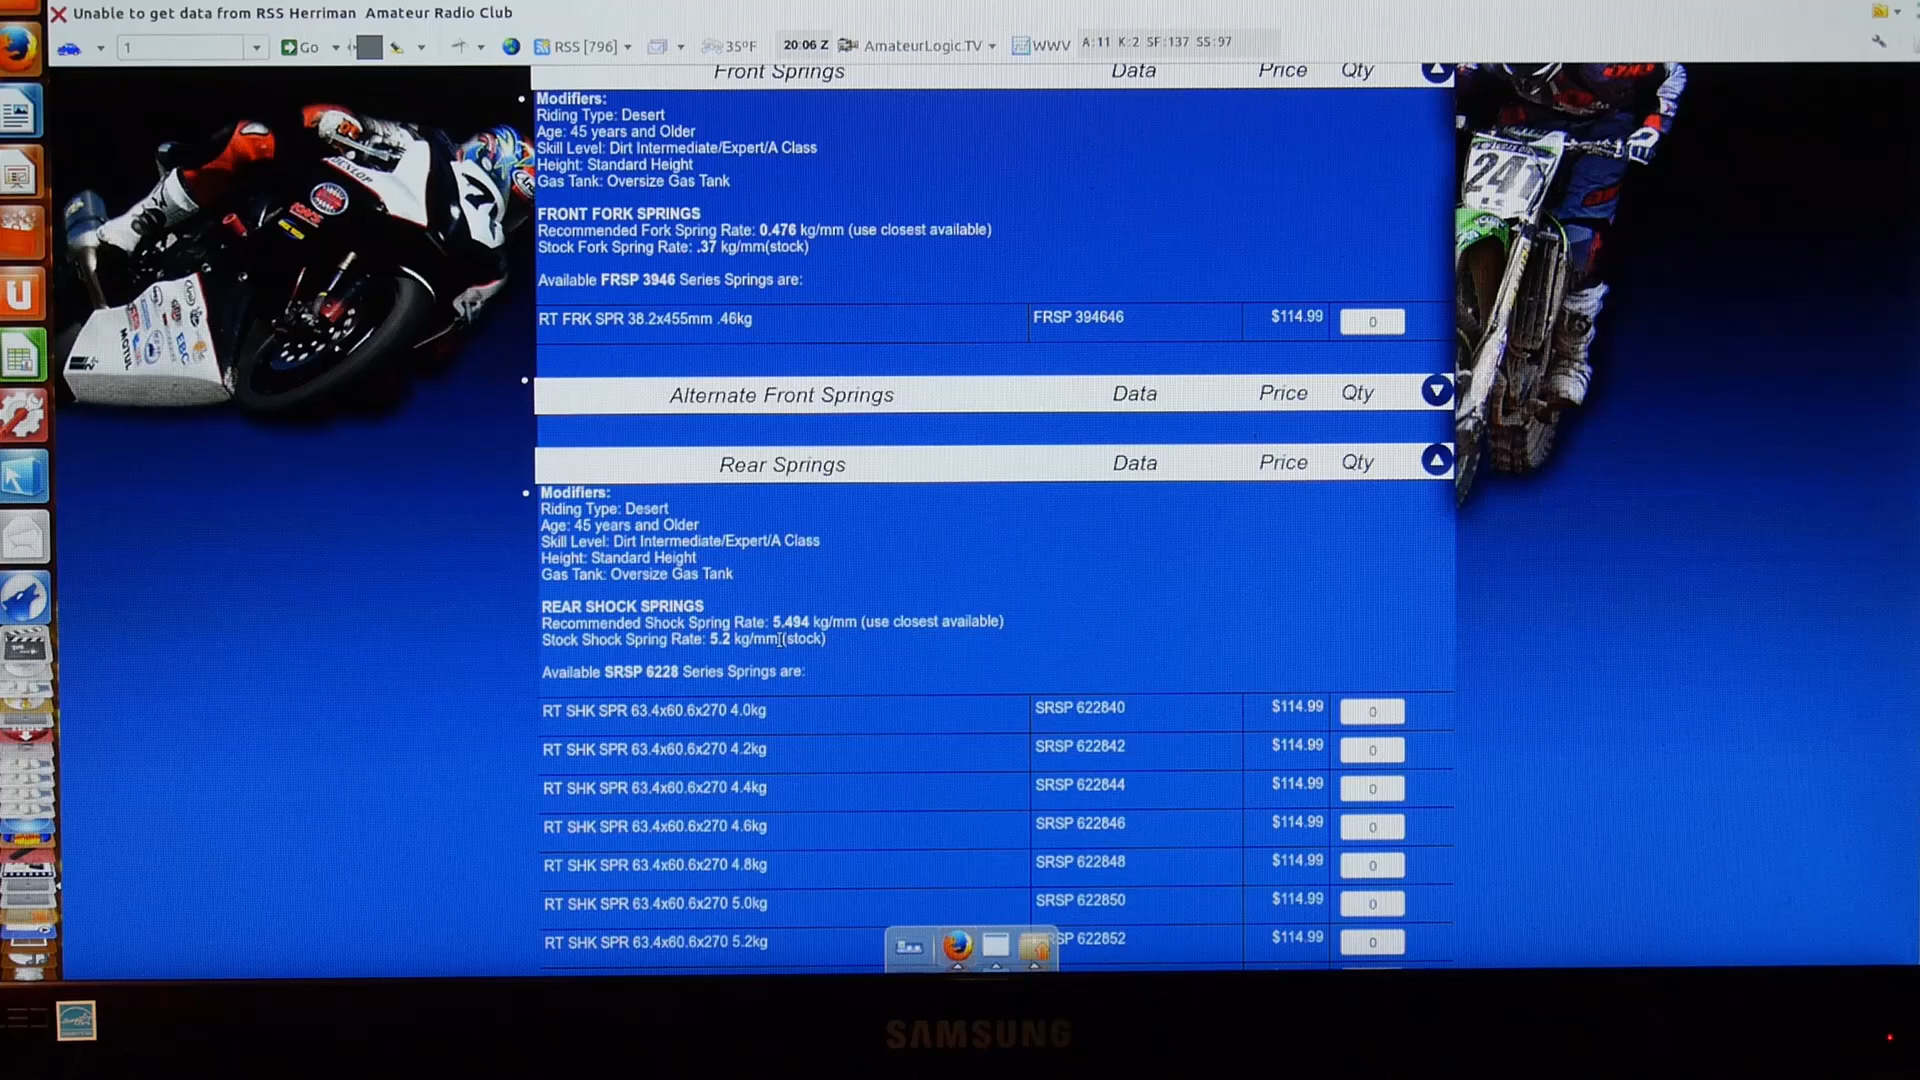 Unable to get data from RSS Herriman Amateur Radio Club
1
Go
RSS [796]
35°F
20:06 Z
AmateurLogic.TV
WWV
A:11 K:2 SF:137 SS:97
Front Springs Data Price Qty
Modifiers:
Riding Type: Desert
Age: 45 years and Older
Skill Level: Dirt Intermediate/Expert/A Class
Height: Standard Height
Gas Tank: Oversize Gas Tank
FRONT FORK SPRINGS
Recommended Fork Spring Rate: 0.476 kg/mm (use closest available)
Stock Fork Spring Rate: .37 kg/mm(stock)
Available FRSP 3946 Series Springs are:
RT FRK SPR 38.2x455mm .46kg FRSP 394646 $114.99 0
Alternate Front Springs Data Price Qty
Rear Springs Data Price Qty
Modifiers:
Riding Type: Desert
Age: 45 years and Older
Skill Level: Dirt Intermediate/Expert/A Class
Height: Standard Height
Gas Tank: Oversize Gas Tank
REAR SHOCK SPRINGS
Recommended Shock Spring Rate: 5.494 kg/mm (use closest available)
Stock Shock Spring Rate: 5.2 kg/mm(stock)
Available SRSP 6228 Series Springs are:
RT SHK SPR 63.4x60.6x270 4.0kg SRSP 622840 $114.99 0
RT SHK SPR 63.4x60.6x270 4.2kg SRSP 622842 $114.99 0
RT SHK SPR 63.4x60.6x270 4.4kg SRSP 622844 $114.99 0
RT SHK SPR 63.4x60.6x270 4.6kg SRSP 622846 $114.99 0
RT SHK SPR 63.4x60.6x270 4.8kg SRSP 622848 $114.99 0
RT SHK SPR 63.4x60.6x270 5.0kg SRSP 622850 $114.99 0
RT SHK SPR 63.4x60.6x270 5.2kg RSP 622852 $114.99 0
DUNLOP
7
MOTUL
EBC
241
SAMSUNG